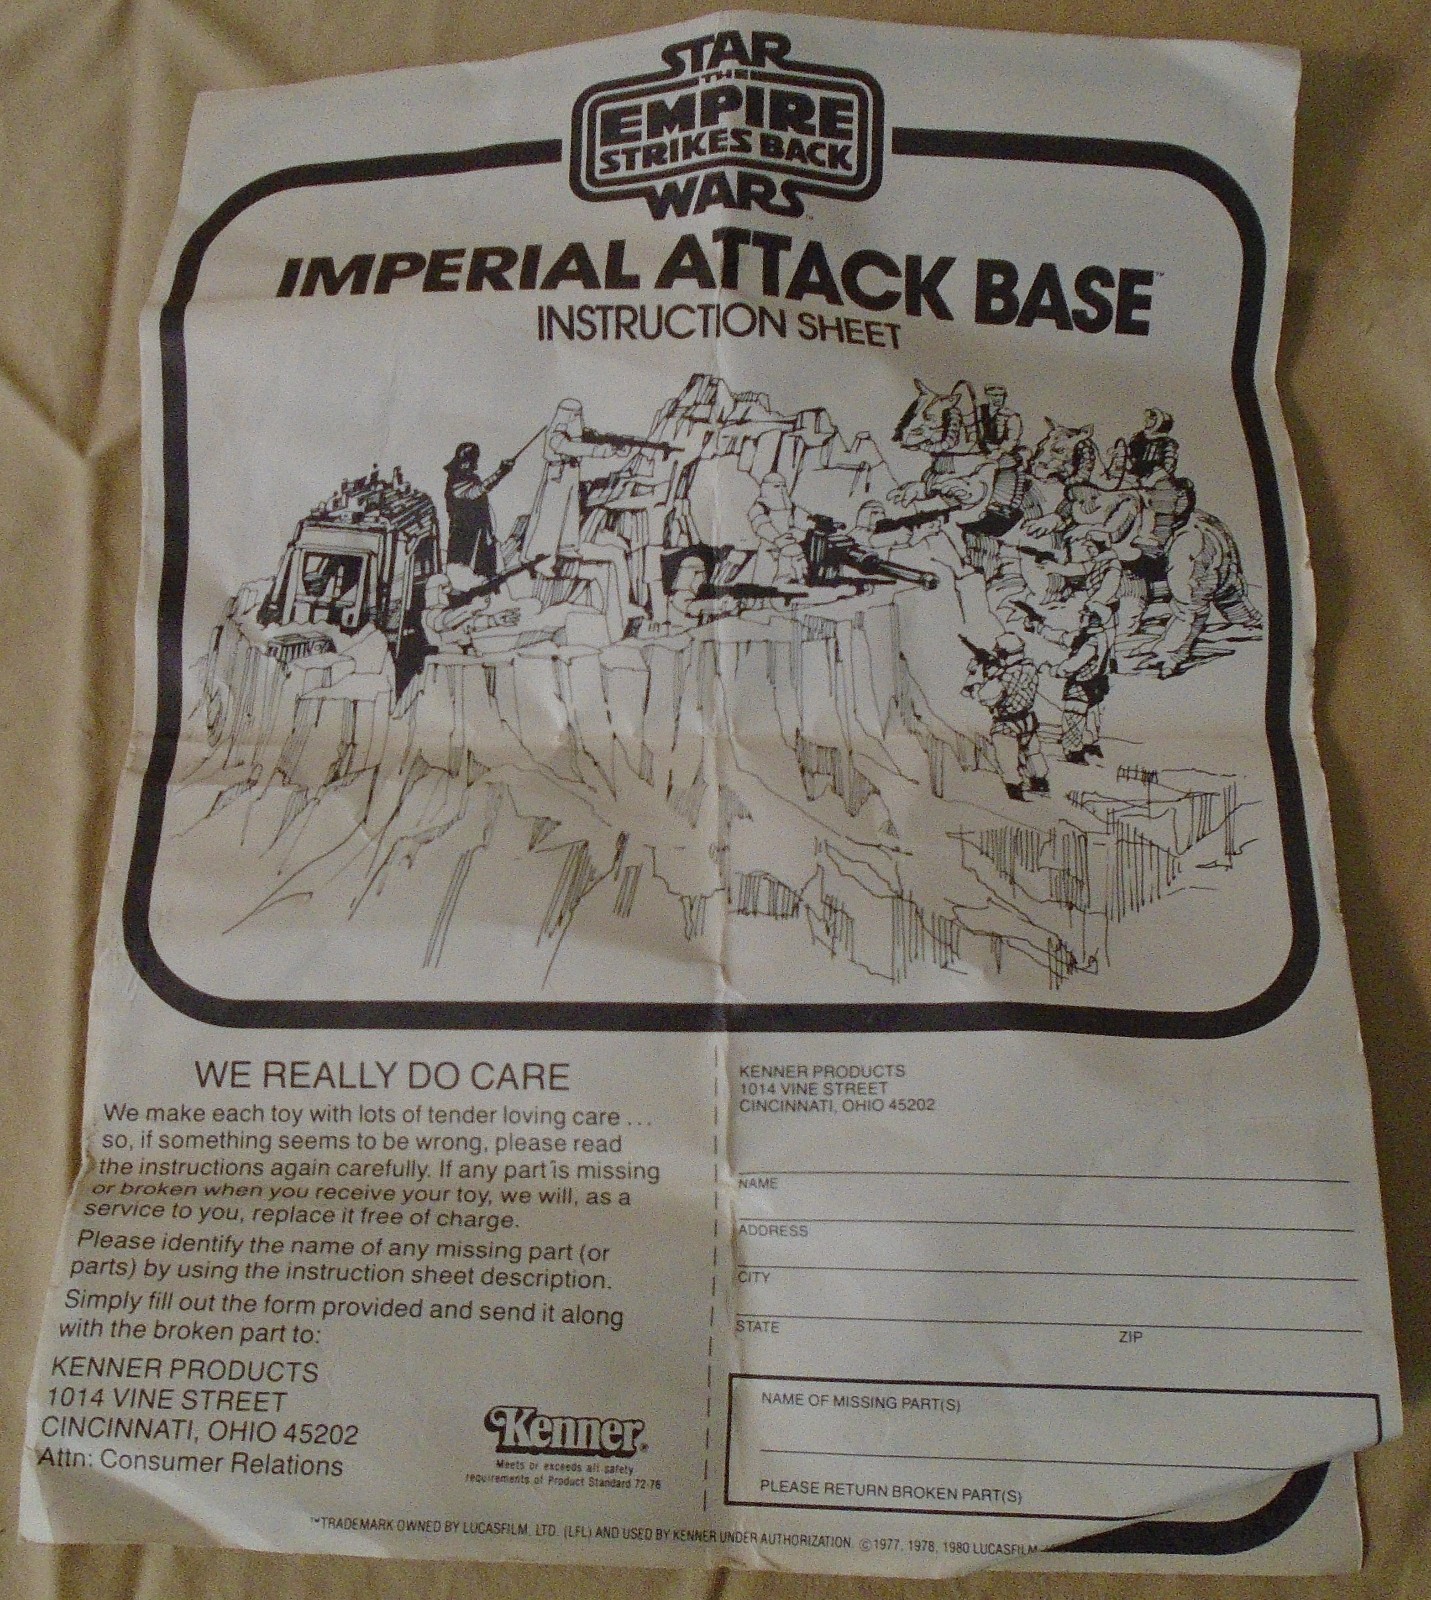 STAR
THE
EMPIRE
STRIKES BACK
WARS™
IMPERIAL ATTACK BASE™
INSTRUCTION SHEET
WE REALLY DO CARE
We make each toy with lots of tender loving care ...
so, if something seems to be wrong, please read
the instructions again carefully. If any part is missing
or broken when you receive your toy, we will, as a
service to you, replace it free of charge.
Please identify the name of any missing part (or
parts) by using the instruction sheet description.
Simply fill out the form provided and send it along
with the broken part to:
KENNER PRODUCTS
1014 VINE STREET
CINCINNATI, OHIO 45202
Attn: Consumer Relations
Kenner®
Meets or exceeds all safety
requirements of Product Standard 72-76
KENNER PRODUCTS
1014 VINE STREET
CINCINNATI, OHIO 45202
NAME
ADDRESS
CITY
STATE ZIP
NAME OF MISSING PART(S)
PLEASE RETURN BROKEN PART(S)
™TRADEMARK OWNED BY LUCASFILM, LTD. (LFL) AND USED BY KENNER UNDER AUTHORIZATION. ©1977, 1978, 1980 LUCASFILM